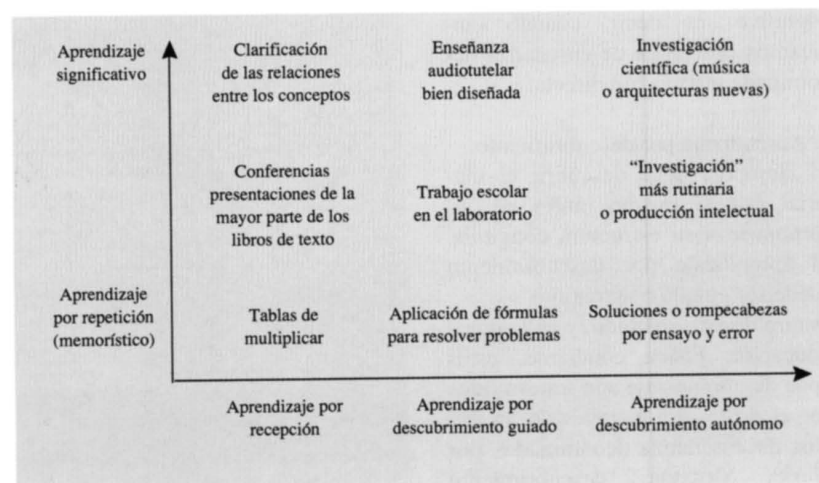 Aprendizaje
significativo
Clarificación
de las relaciones
entre los conceptos
Enseñanza
audiotutelar
bien diseñada
Investigación
científica (música
o arquitecturas nuevas)
Conferencias
presentaciones de la
mayor parte de los
libros de texto
Trabajo escolar
en el laboratorio
“Investigación”
más rutinaria
o producción intelectual
Aprendizaje
por repetición
(memorístico)
Tablas de
multiplicar
Aplicación de fórmulas
para resolver problemas
Soluciones o rompecabezas
por ensayo y error
Aprendizaje por
recepción
Aprendizaje por
descubrimiento guiado
Aprendizaje por
descubrimiento autónomo